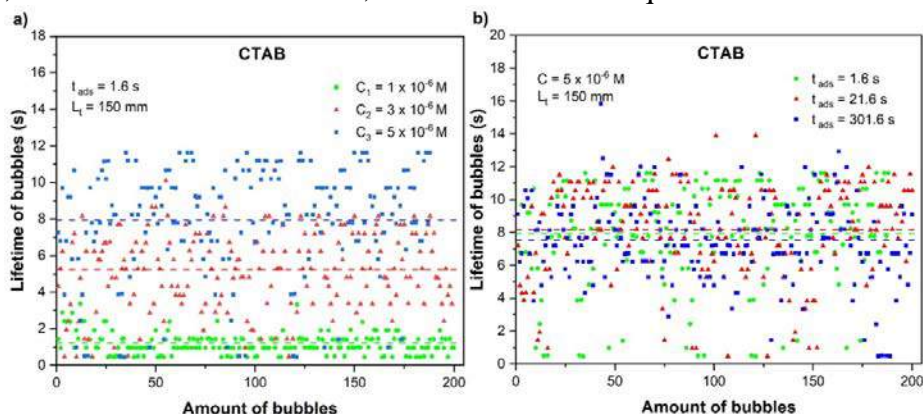 a)
CTAB
t_ads = 1.6 s
L_t = 150 mm
C₁ = 1 x 10⁻⁶ M
C₂ = 3 x 10⁻⁶ M
C₃ = 5 x 10⁻⁶ M
Lifetime of bubbles (s)
18
16
14
12
10
8
6
4
2
0
0 50 100 150 200
Amount of bubbles
b)
CTAB
C = 5 x 10⁻⁶ M
L_t = 150 mm
t_ads = 1.6 s
t_ads = 21.6 s
t_ads = 301.6 s
Lifetime of bubbles (s)
20
18
16
14
12
10
8
6
4
2
0
0 50 100 150 200
Amount of bubbles